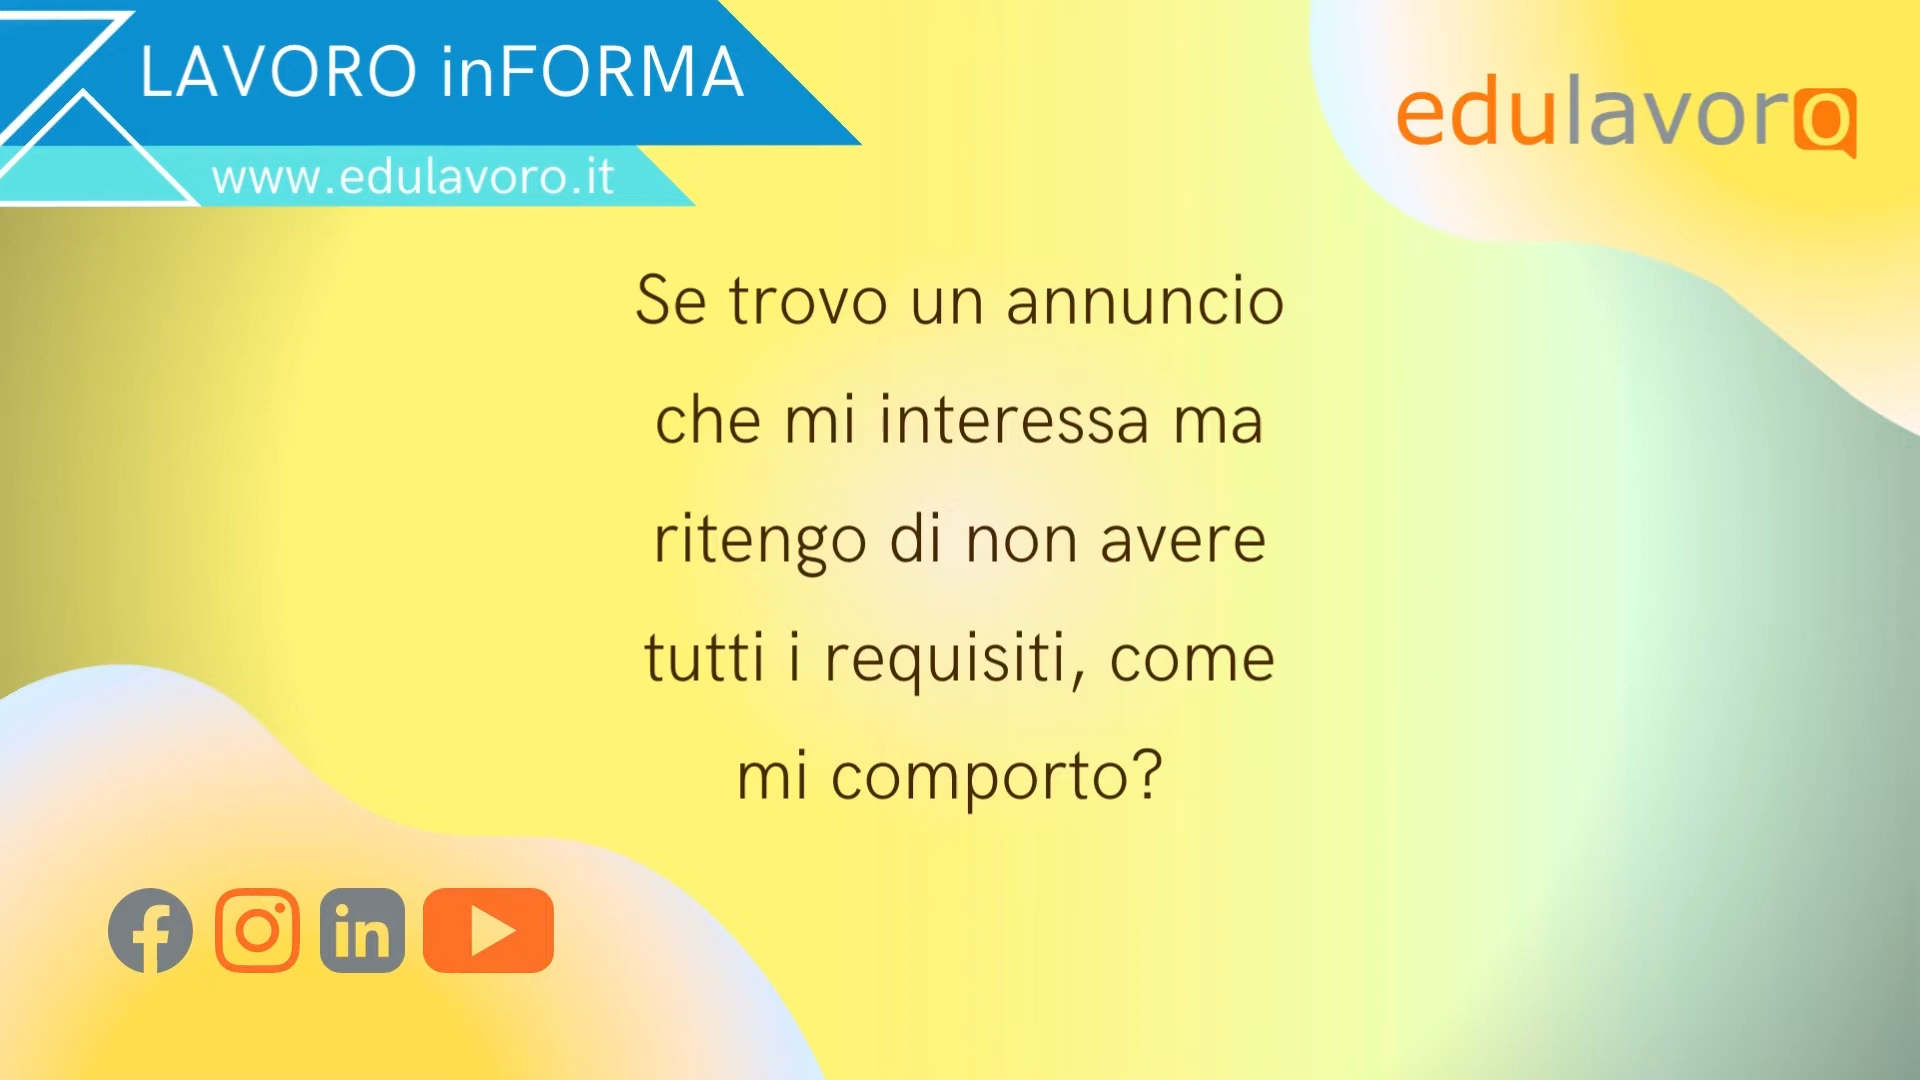 LAVORO inFORMA
www.edulavoro.it
edulavoro
Se trovo un annuncio
che mi interessa ma
ritengo di non avere
tutti i requisiti, come
mi comporto?
in